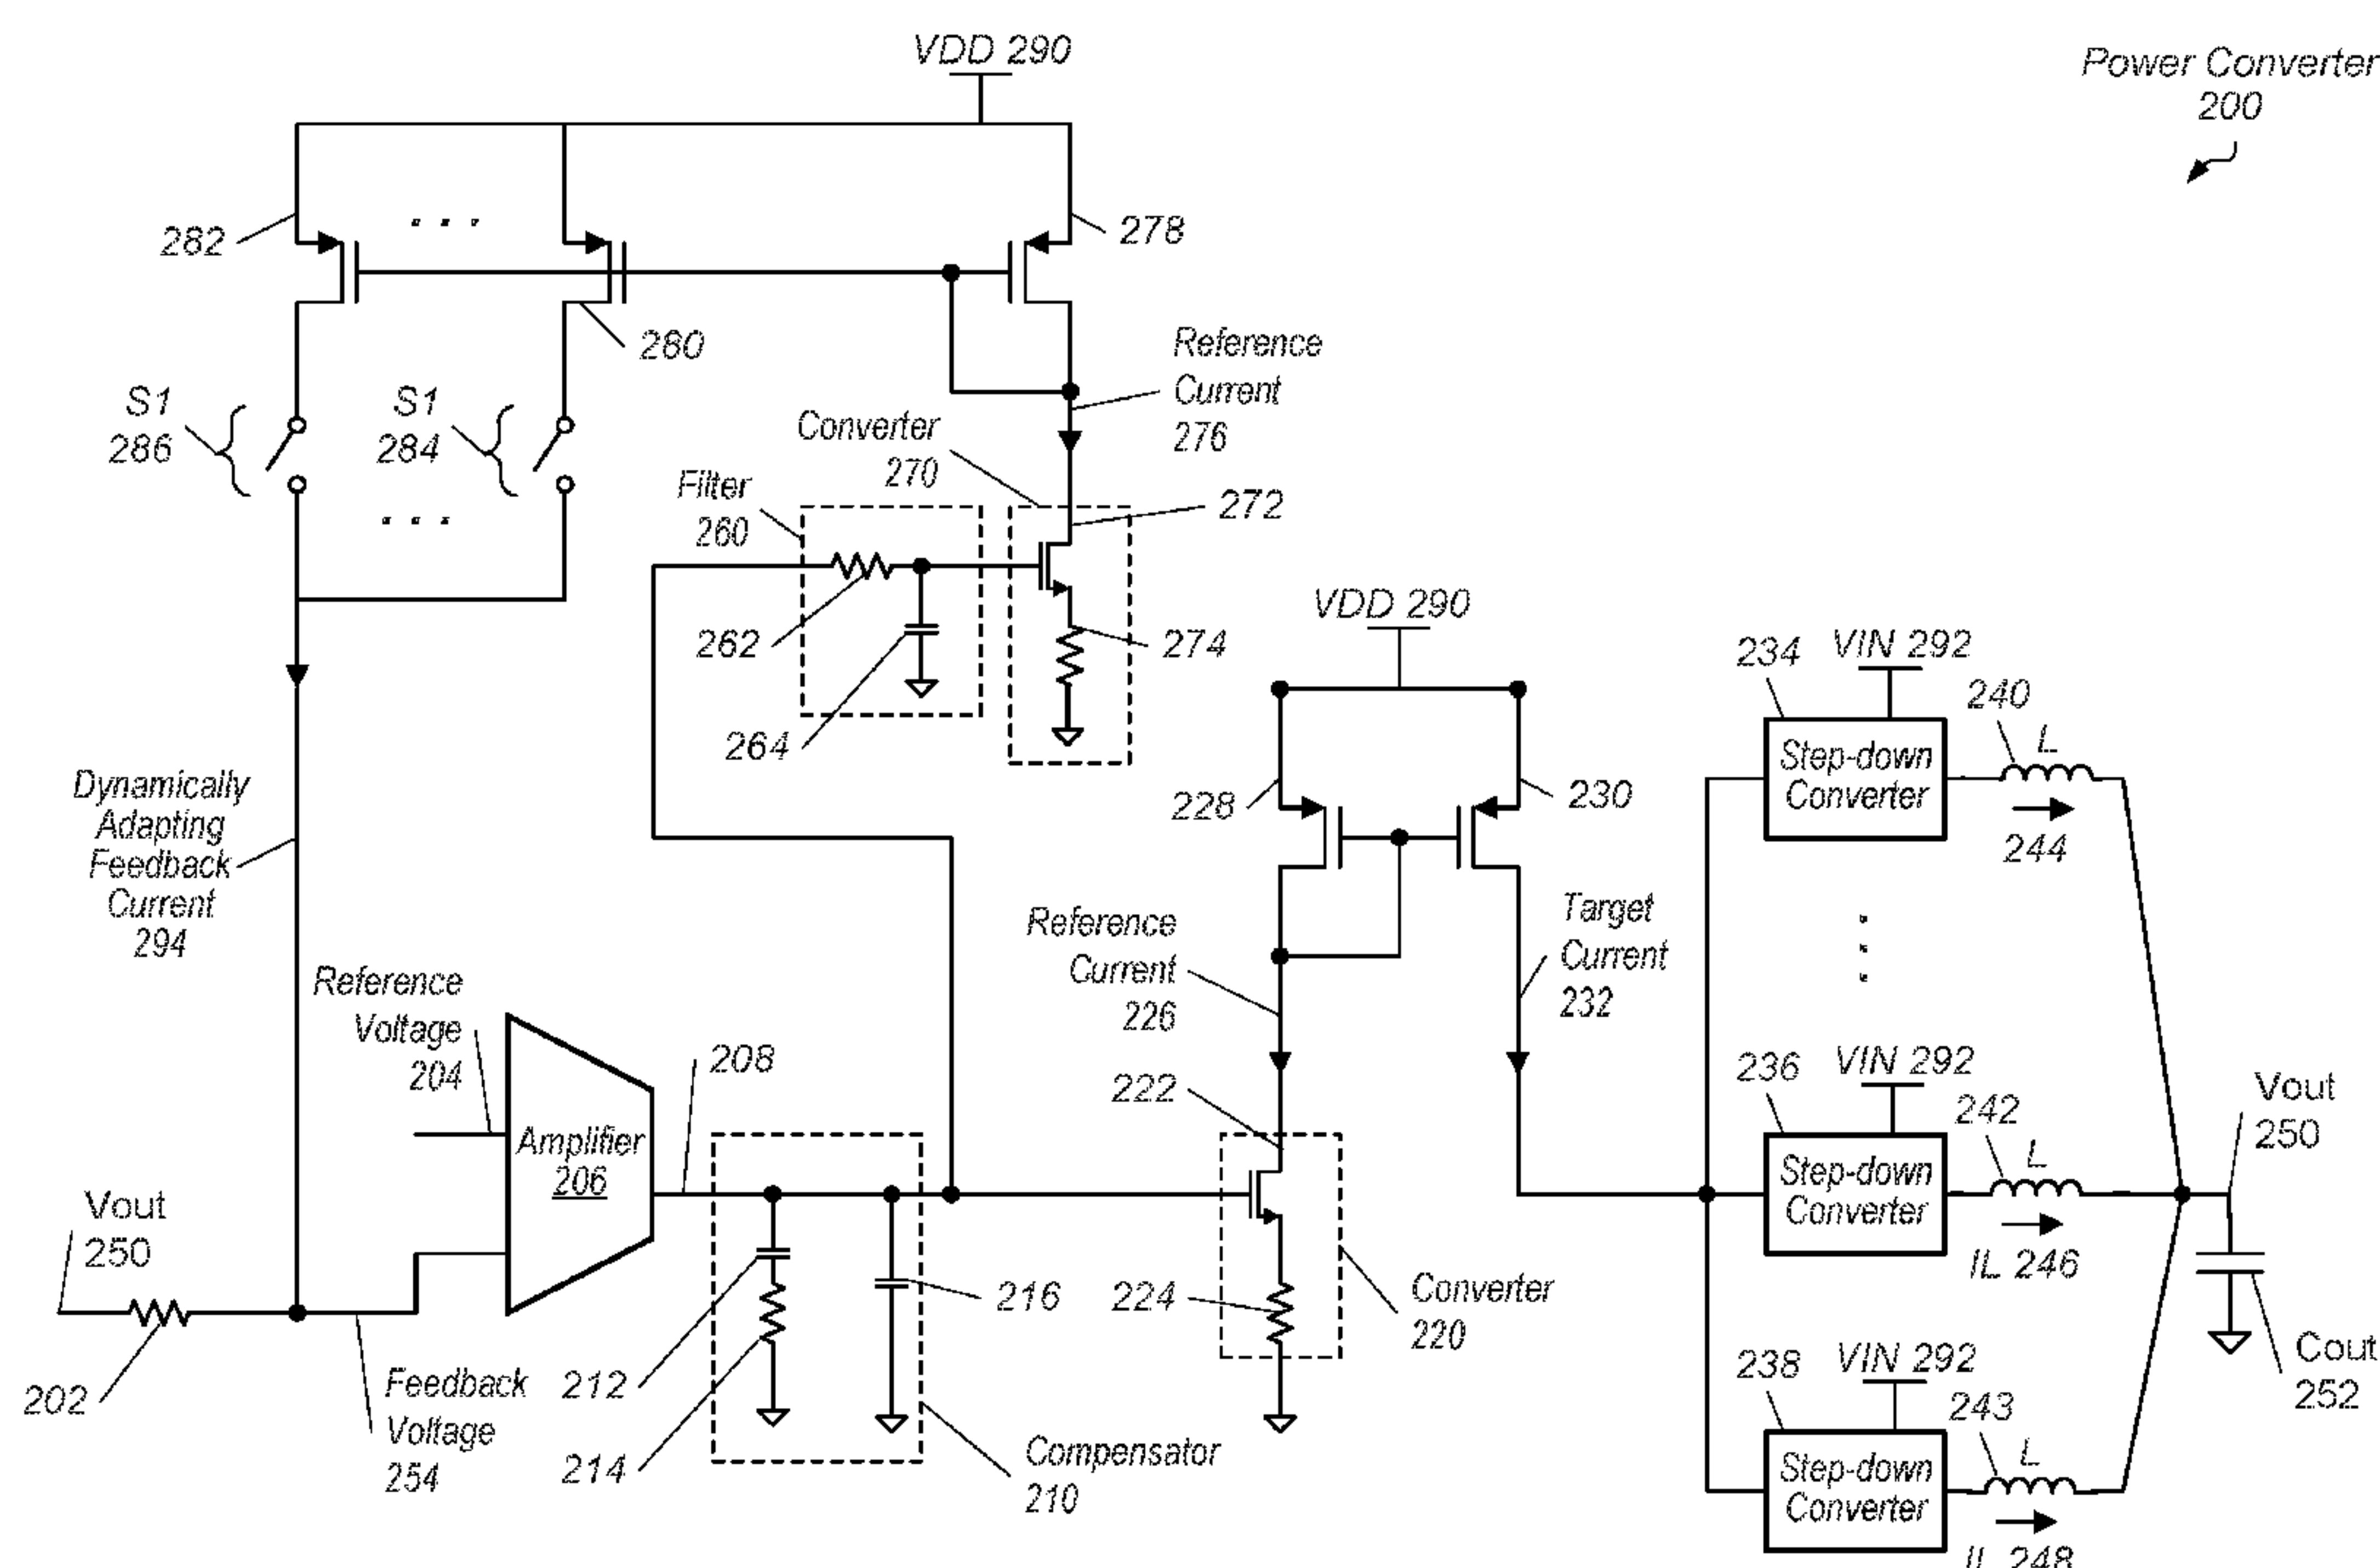 VDD 290
Power Converter
200
282
. . .
278
280
Reference
Current
276
S1
286
S1
284
Converter
270
Filter
260
272
. . .
262
274
264
VDD 290
234
VIN 292
240
L
Step-down
Converter
244
Dynamically
Adapting
Feedback
Current
294
228
230
Reference
Current
226
Target
Current
232
Reference
Voltage
204
208
222
236
VIN 292
242
L
Step-down
Converter
IL 246
Vout
250
Amplifier
206
Vout
250
216
224
Converter
220
Cout
252
202
Feedback
Voltage
254
212
214
Compensator
210
238
VIN 292
243
L
Step-down
Converter
IL 248